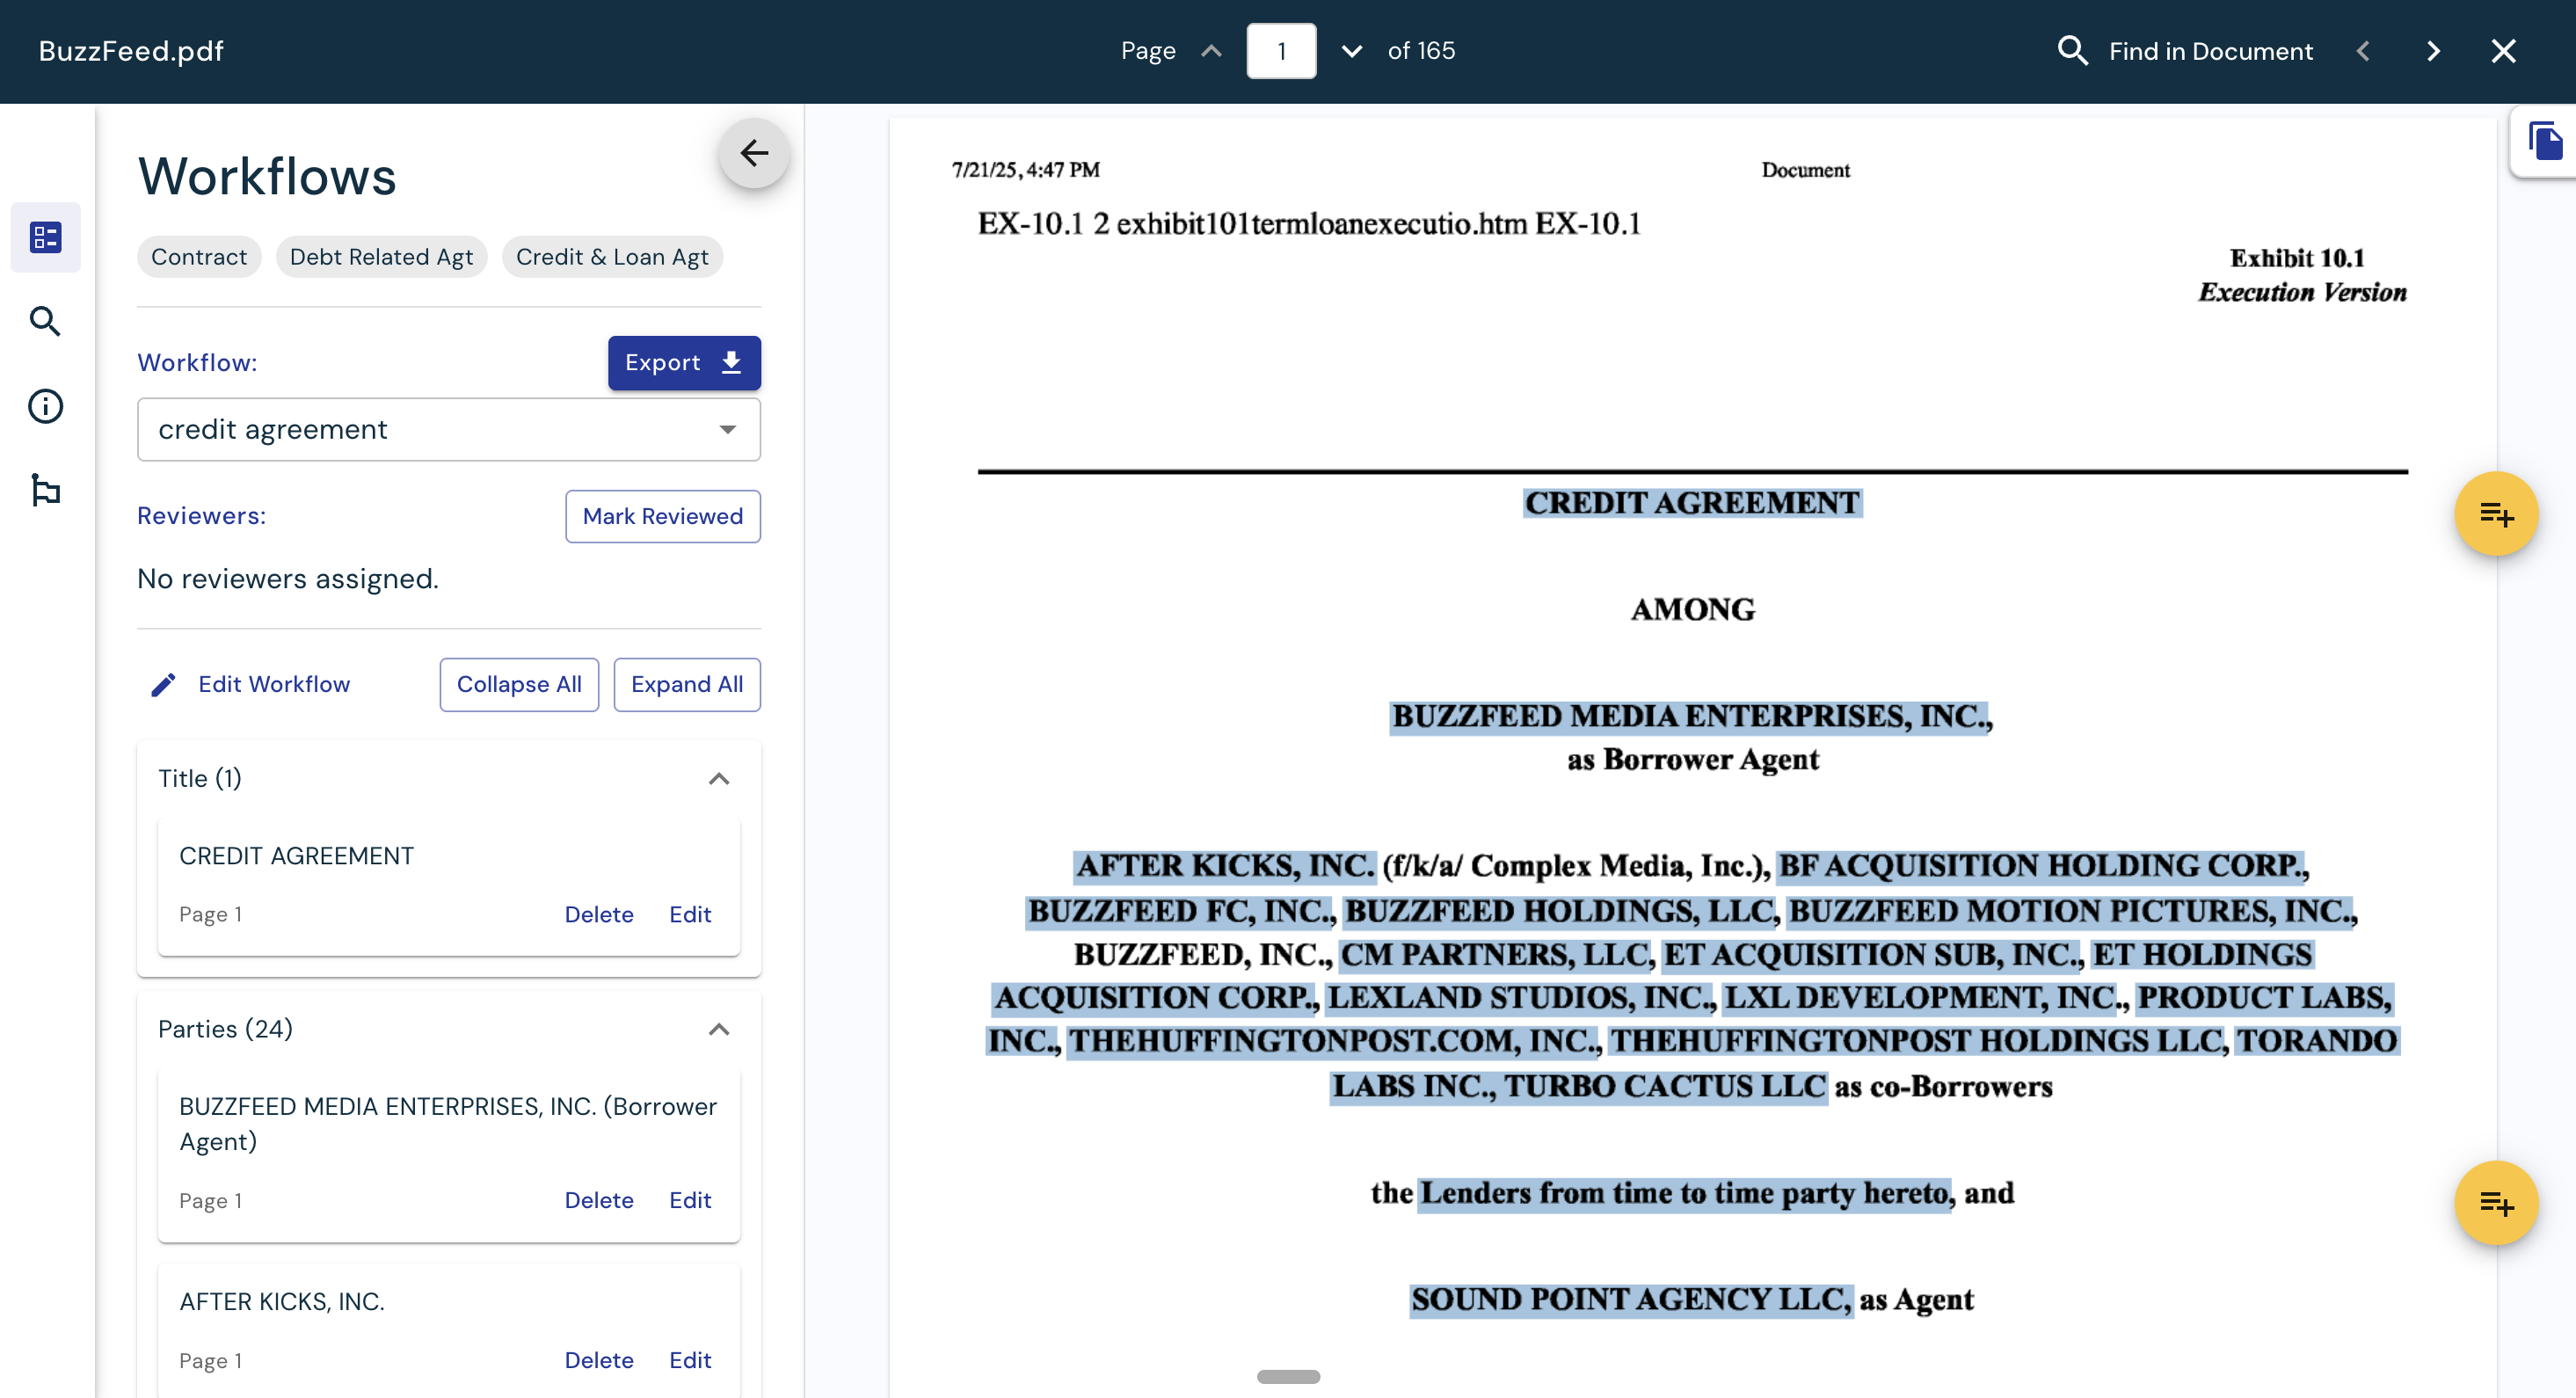 BuzzFeed.pdf
Page 1 of 165
Find in Document
Workflows
Contract Debt Related Agt Credit & Loan Agt
Workflow:
Export
credit agreement
Reviewers:
Mark Reviewed
No reviewers assigned.
Edit Workflow
Collapse All
Expand All
Title (1)
CREDIT AGREEMENT
Page 1 Delete Edit
Parties (24)
BUZZFEED MEDIA ENTERPRISES, INC. (Borrower
Agent)
Page 1 Delete Edit
AFTER KICKS, INC.
Page 1 Delete Edit
7/21/25, 4:47 PM
Document
EX-10.1 2 exhibit101termloanexecutio.htm EX-10.1
Exhibit 10.1
Execution Version
CREDIT AGREEMENT
AMONG
BUZZFEED MEDIA ENTERPRISES, INC.,
as Borrower Agent
AFTER KICKS, INC. (f/k/a/ Complex Media, Inc.), BF ACQUISITION HOLDING CORP.,
BUZZFEED FC, INC., BUZZFEED HOLDINGS, LLC, BUZZFEED MOTION PICTURES, INC.,
BUZZFEED, INC., CM PARTNERS, LLC, ET ACQUISITION SUB, INC., ET HOLDINGS
ACQUISITION CORP., LEXLAND STUDIOS, INC., LXL DEVELOPMENT, INC., PRODUCT LABS,
INC., THEHUFFINGTONPOST.COM, INC., THEHUFFINGTONPOST HOLDINGS LLC, TORANDO
LABS INC., TURBO CACTUS LLC as co-Borrowers
the Lenders from time to time party hereto, and
SOUND POINT AGENCY LLC, as Agent